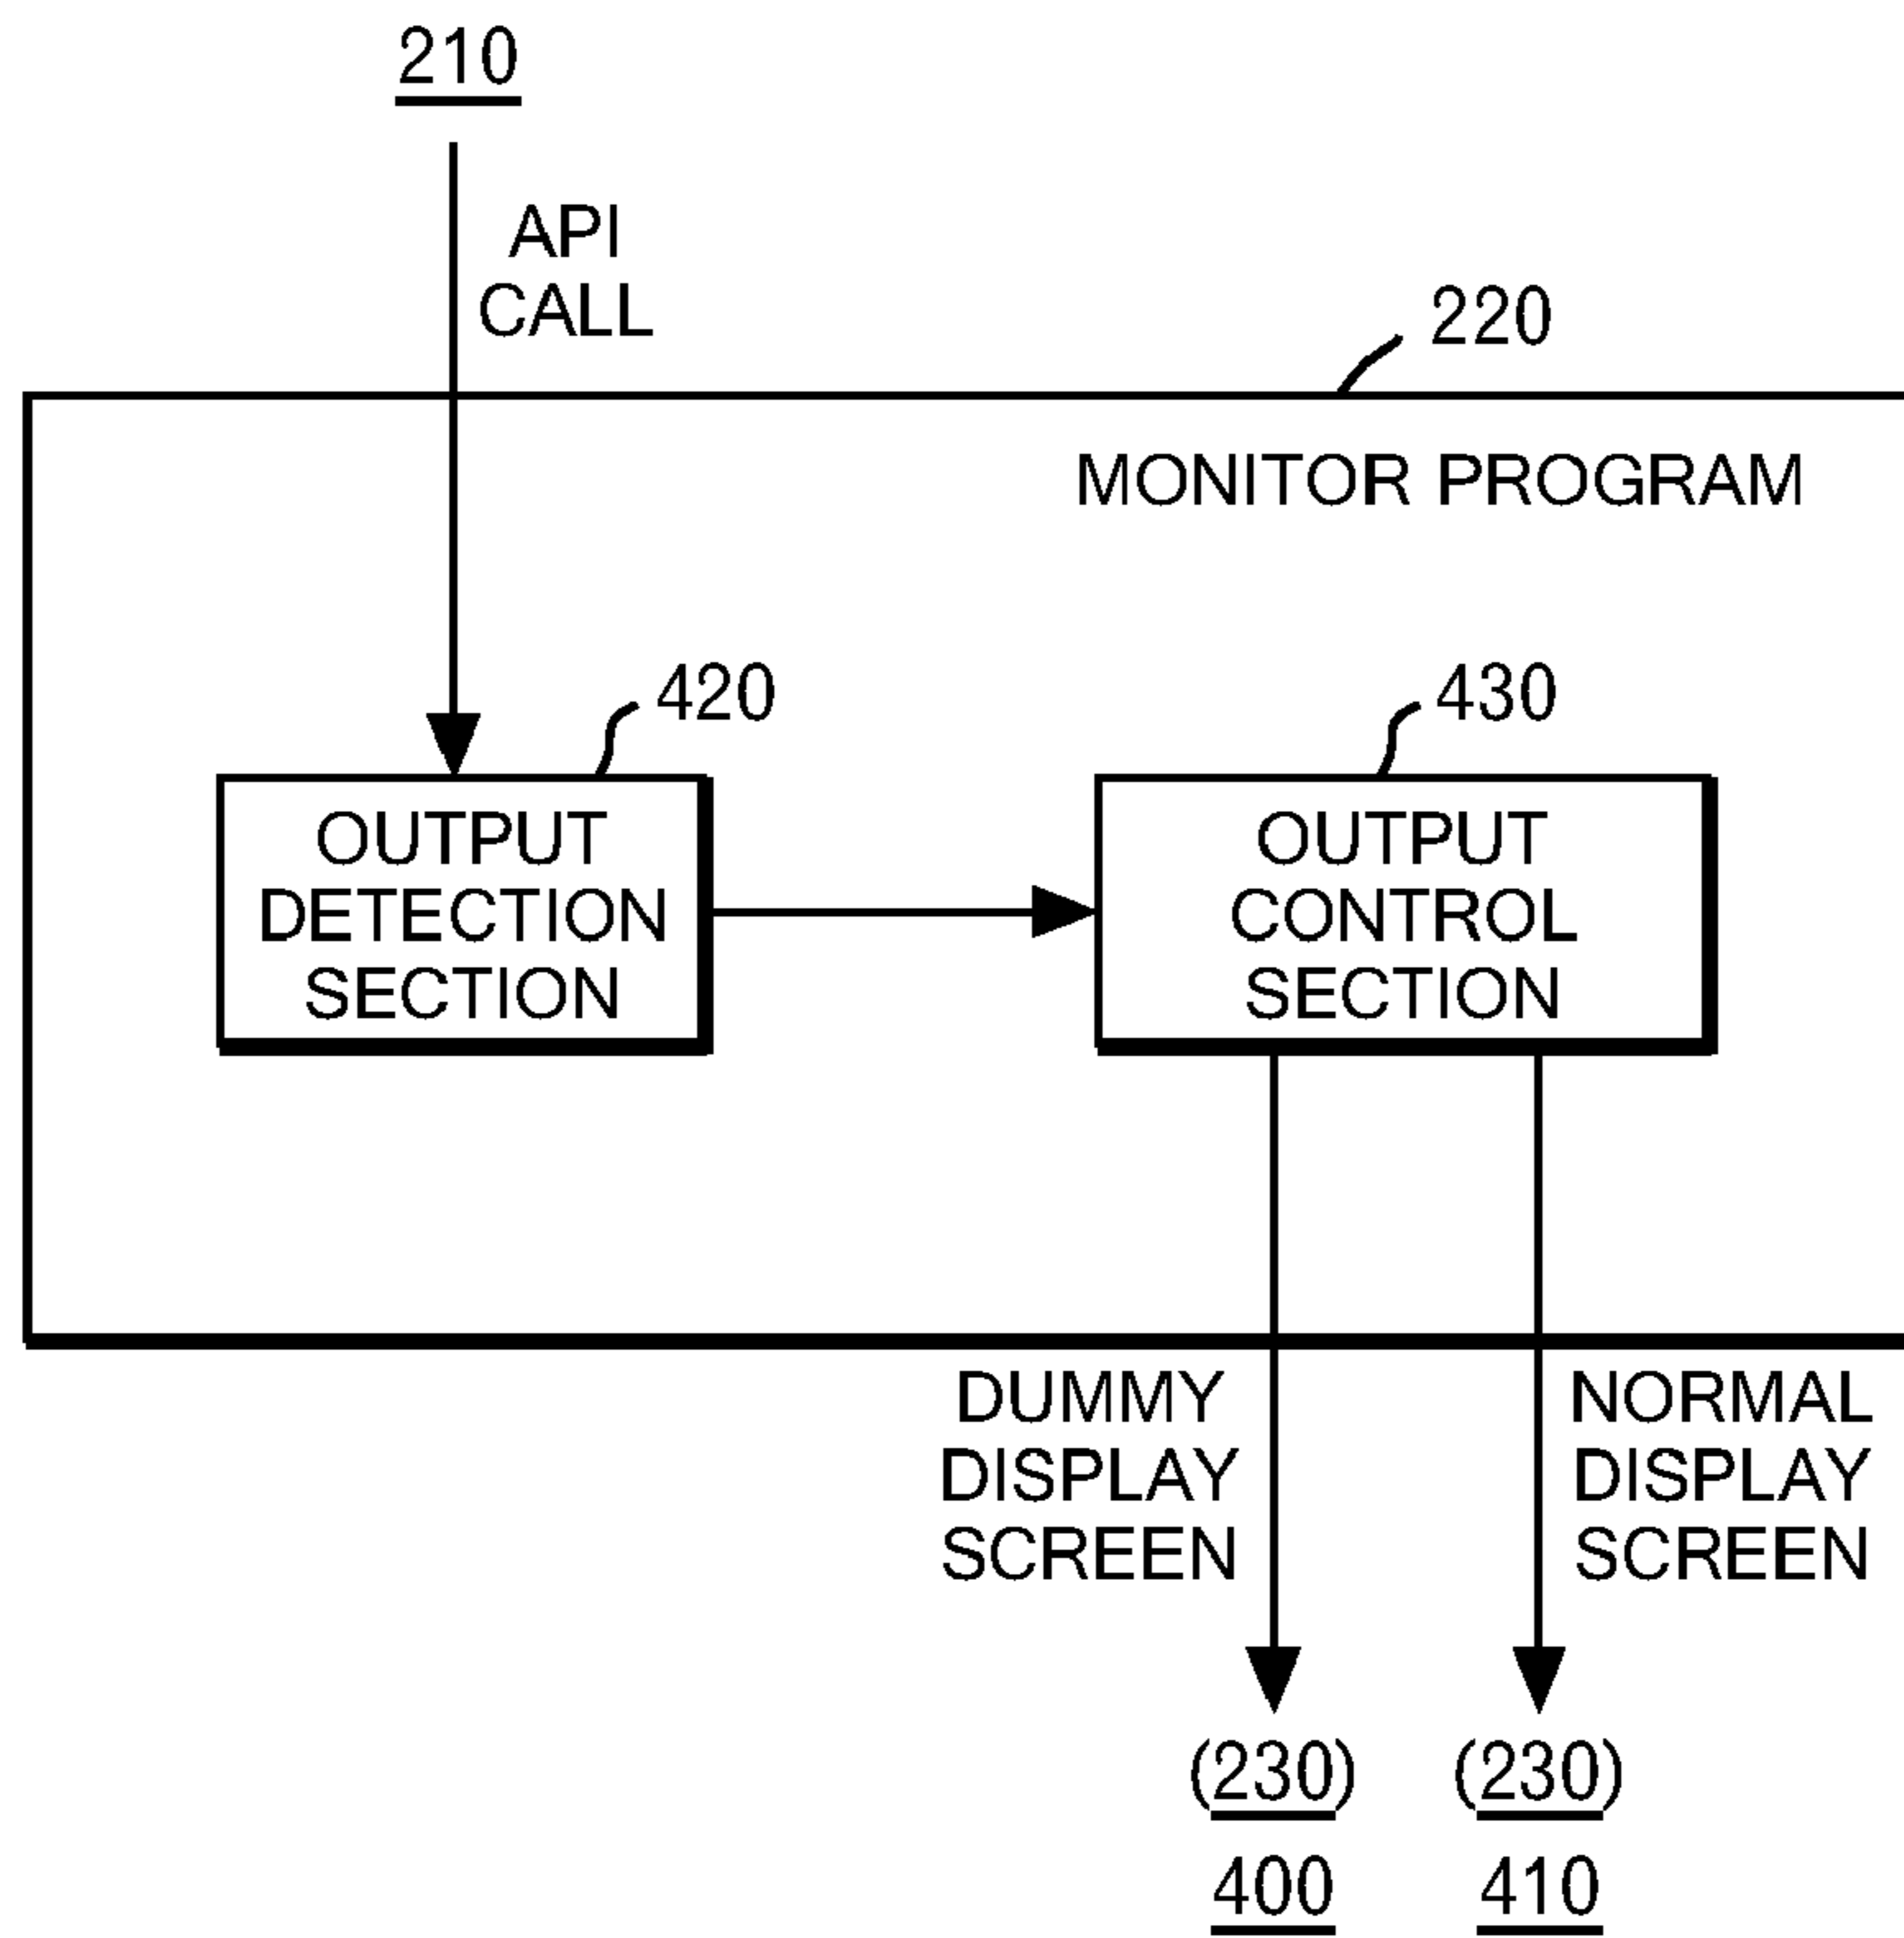 210
API
CALL
220
MONITOR PROGRAM
420
430
OUTPUT
DETECTION
SECTION
OUTPUT
CONTROL
SECTION
DUMMY
DISPLAY
SCREEN
NORMAL
DISPLAY
SCREEN
(230)
(230)
400
410